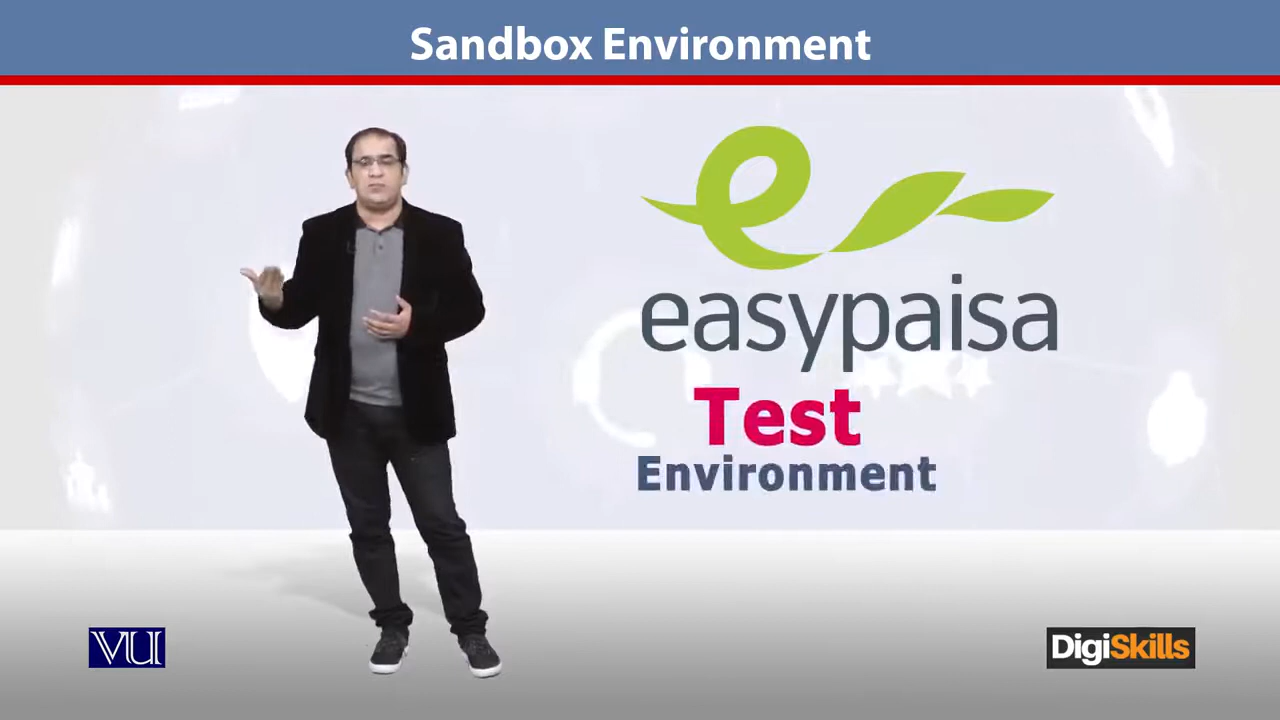 Sandbox Environment
easypaisa
Test
Environment
VU
DigiSkills